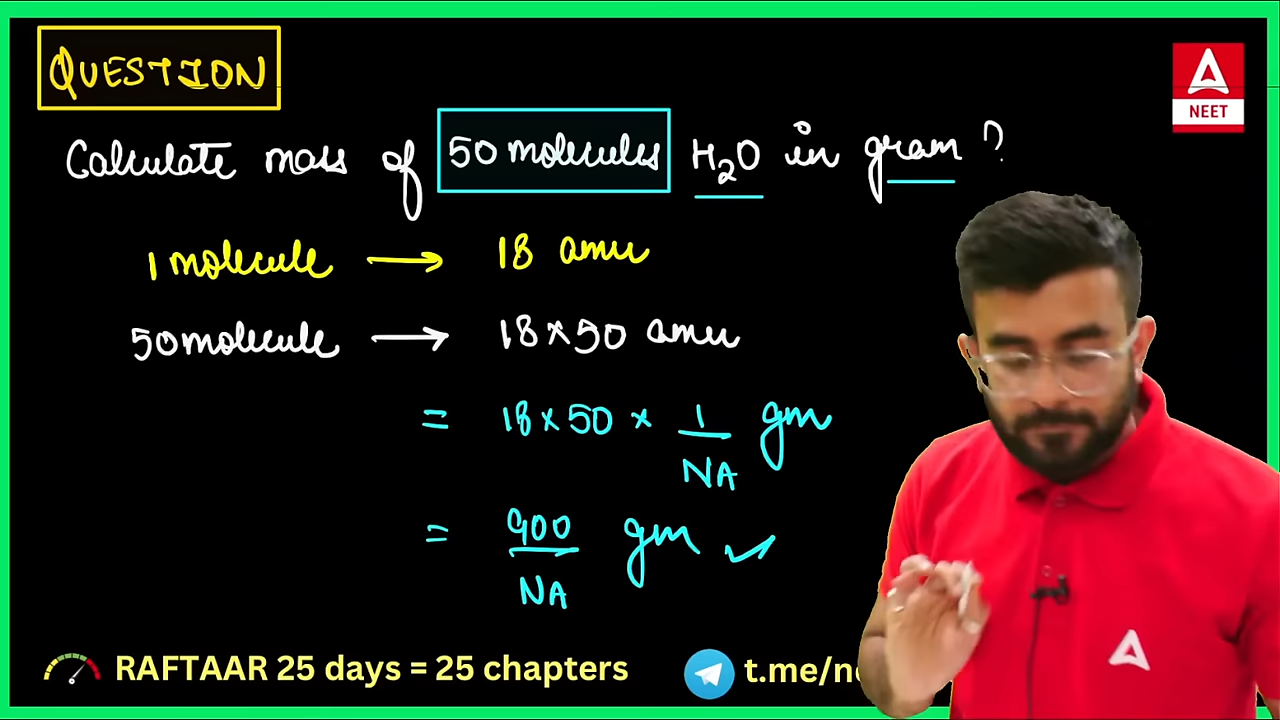 QUESTION
NEET
Calculate mass of 50 molecules H₂O in gram ?
1 molecule → 18 amu
50 molecule → 18 × 50 amu
= 18 × 50 × 1/NA gm
= 900/NA gm ✓
RAFTAAR 25 days = 25 chapters